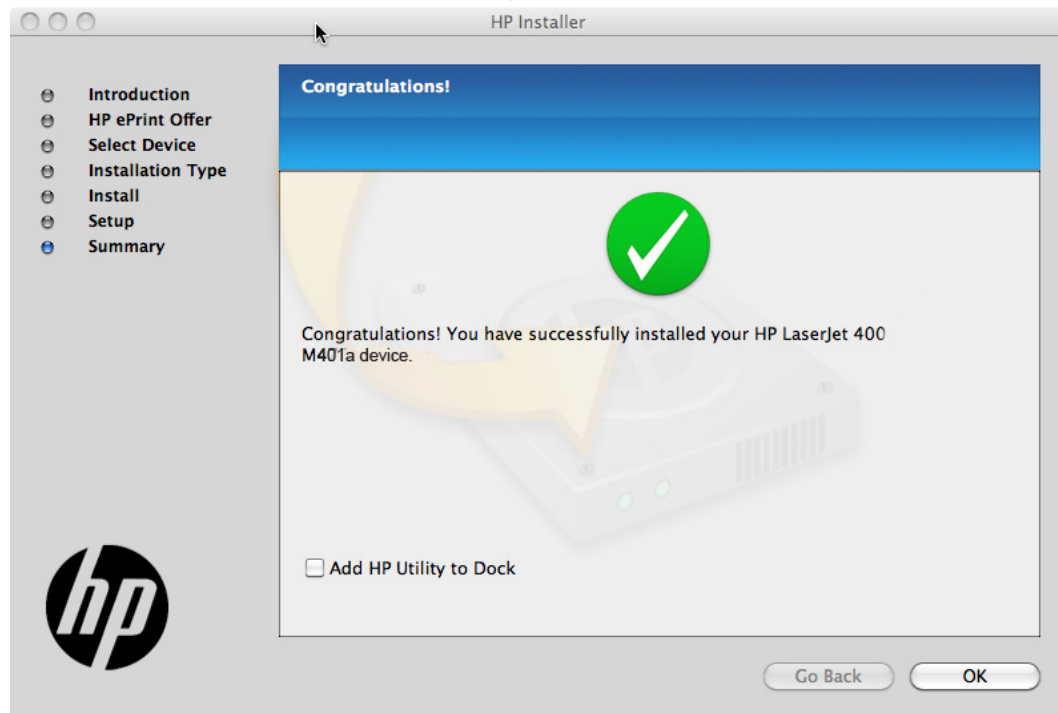 HP Installer
Introduction
HP ePrint Offer
Select Device
Installation Type
Install
Setup
Summary
Congratulations!
Congratulations! You have successfully installed your HP LaserJet 400
M401a device.
Add HP Utility to Dock
hp
Go Back
OK